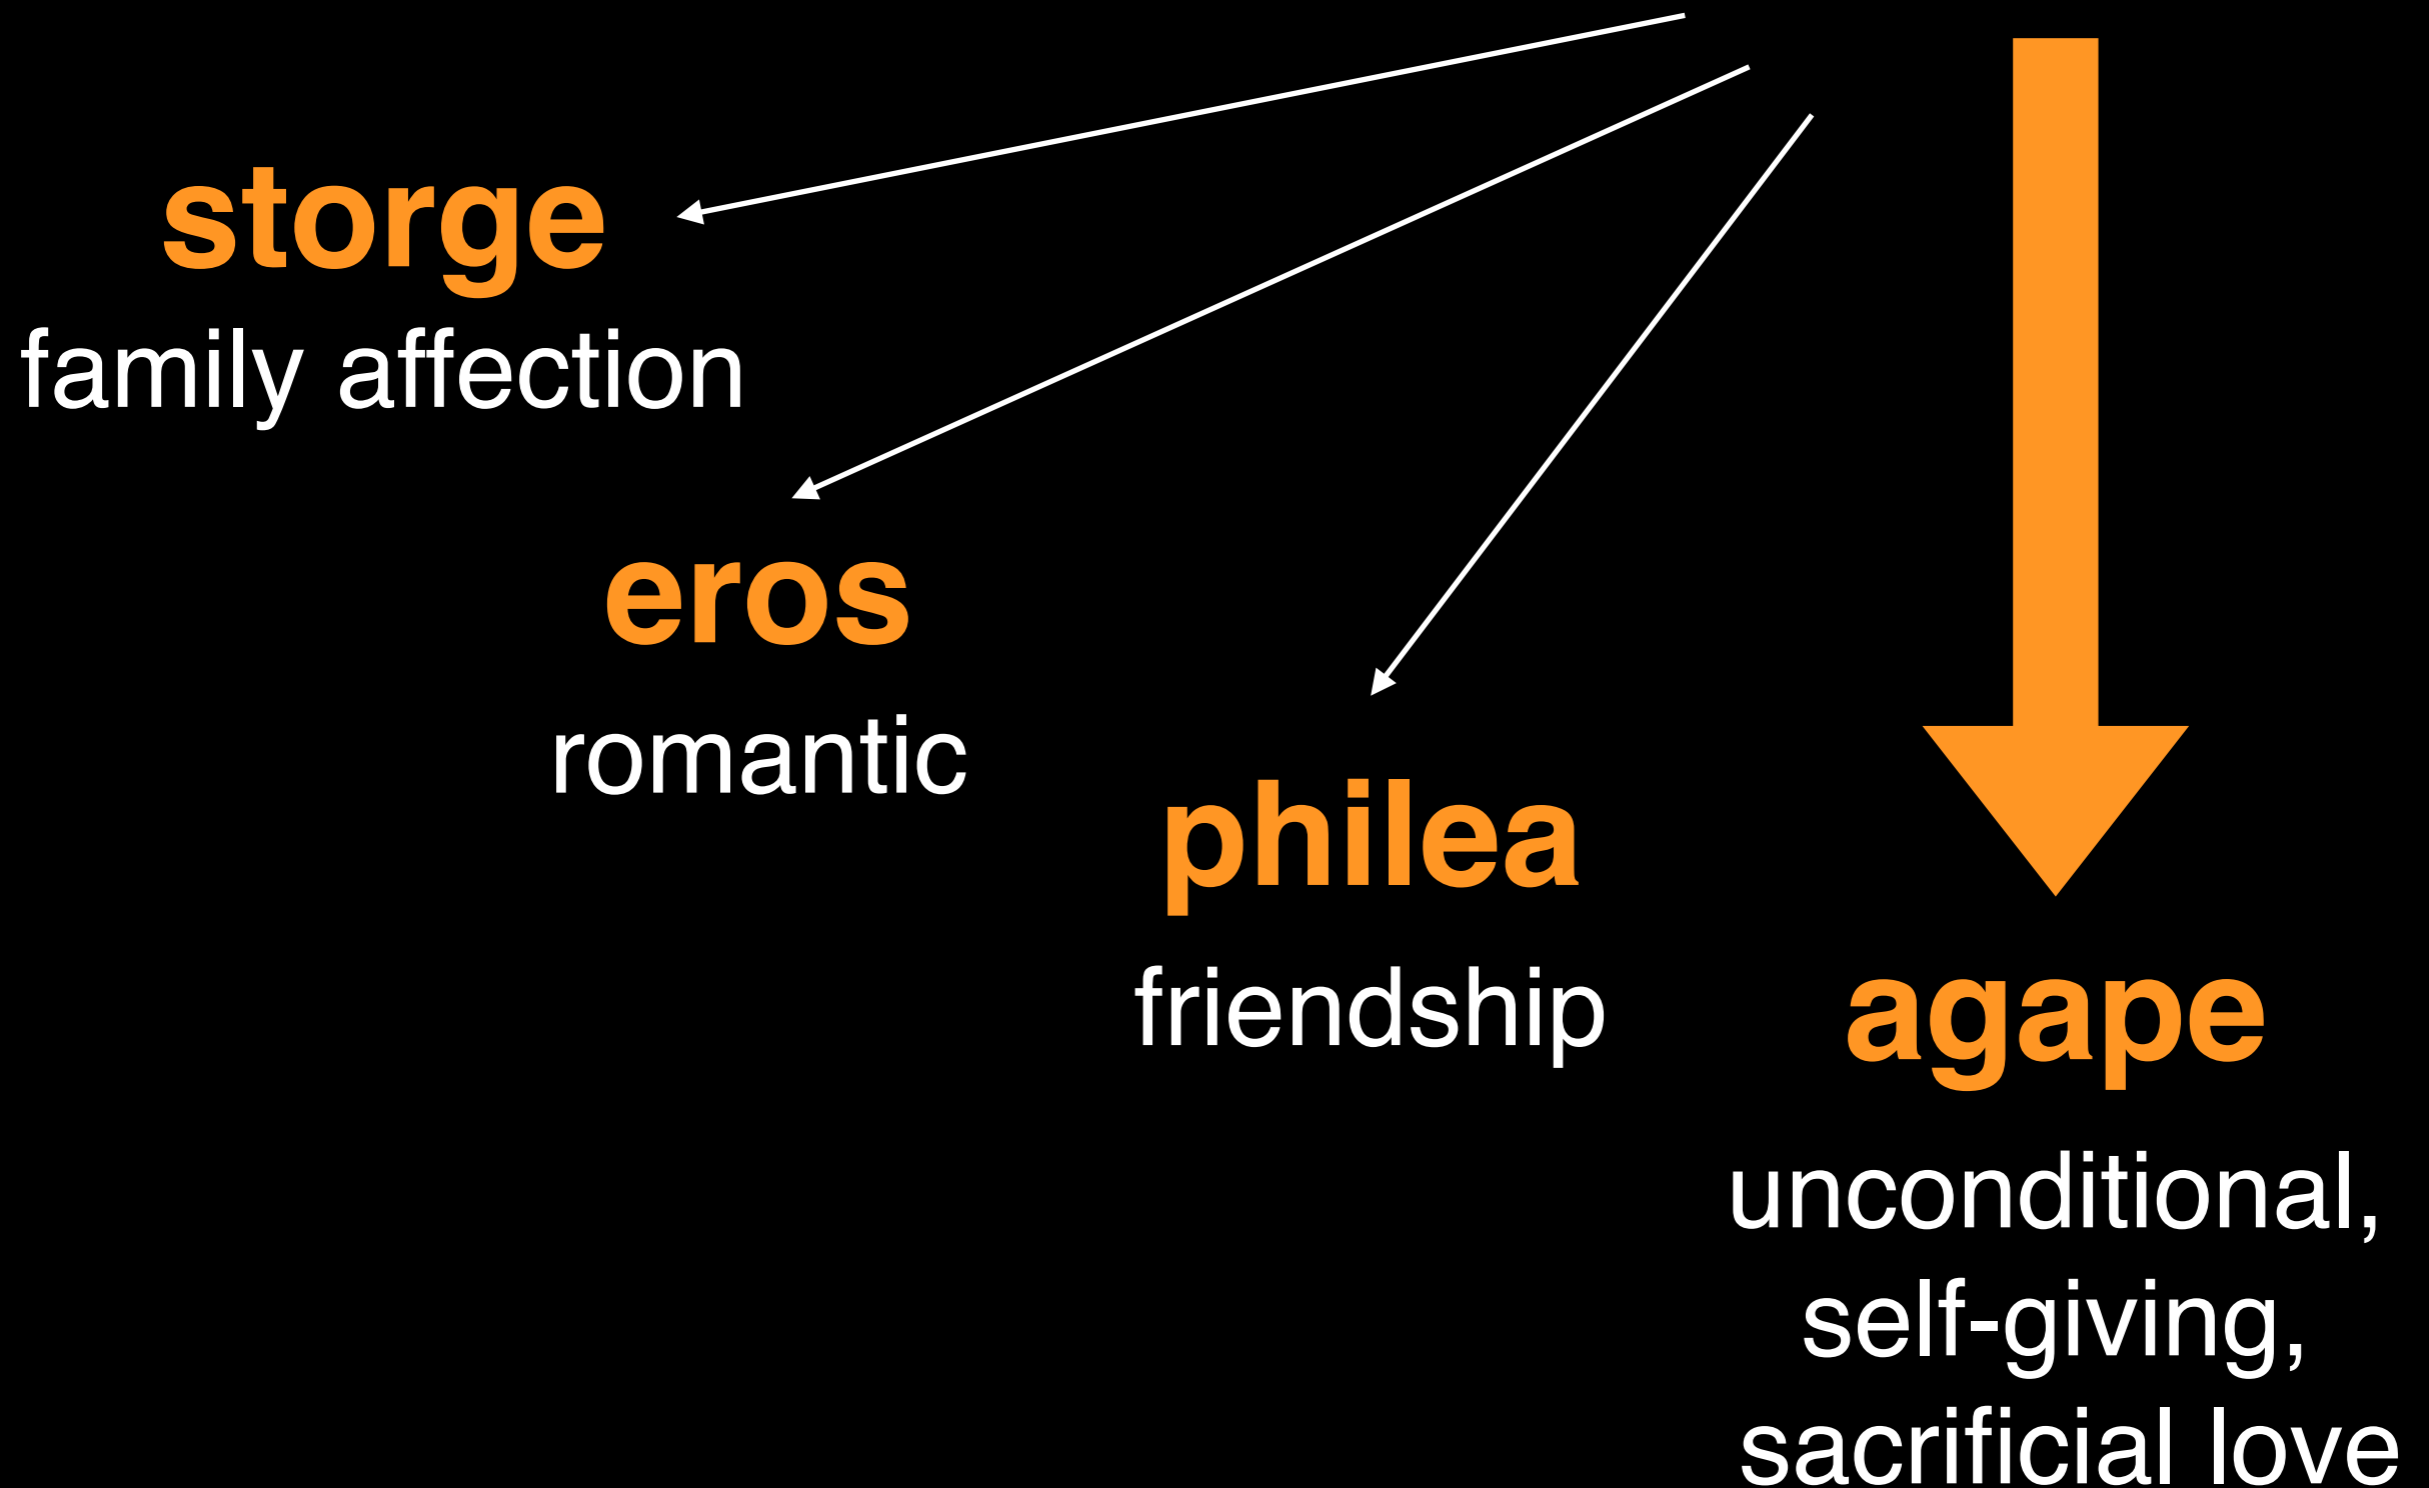 storge
family affection
eros
romantic
philea
friendship
agape
unconditional,
self-giving,
sacrificial love